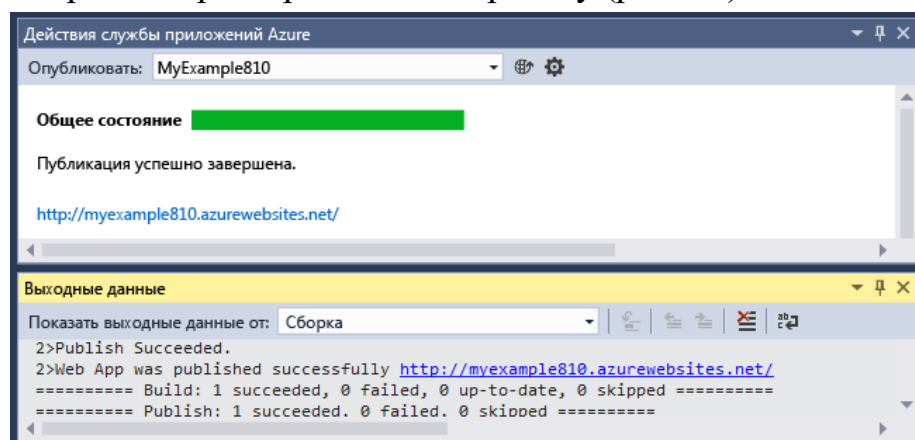 Действия службы приложений Azure
Опубликовать: MyExample810
Общее состояние
Публикация успешно завершена.
http://myexample810.azurewebsites.net/
Выходные данные
Показать выходные данные от: Сборка
2>Publish Succeeded.
2>Web App was published successfully http://myexample810.azurewebsites.net/
========== Build: 1 succeeded, 0 failed, 0 up-to-date, 0 skipped ==========
========== Publish: 1 succeeded, 0 failed, 0 skipped ==========